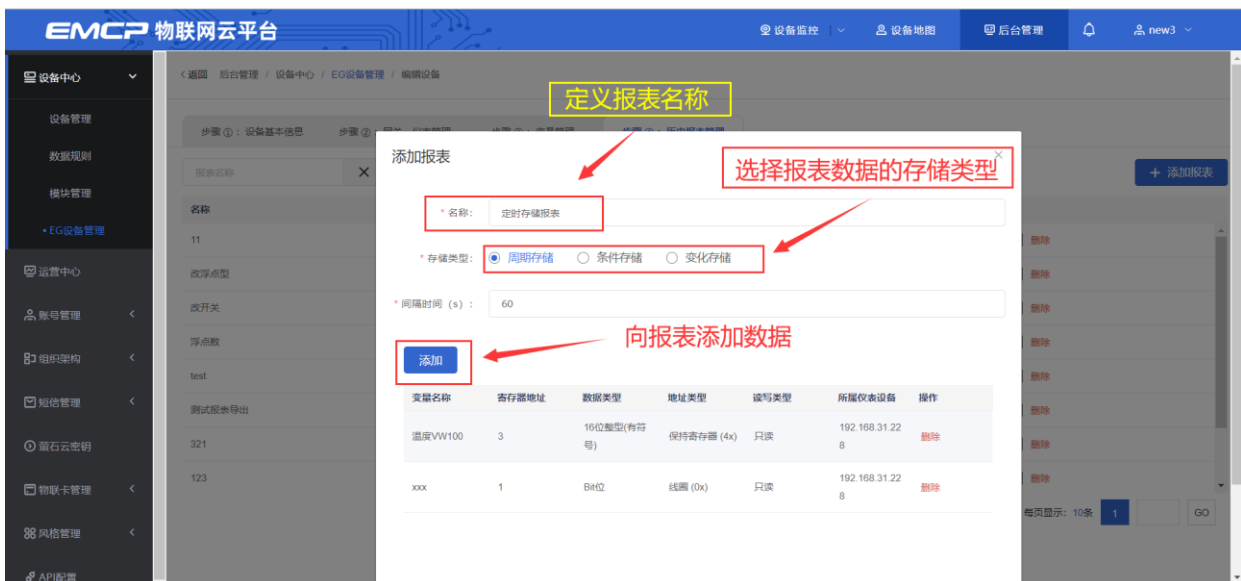 EMCP 物联网云平台
设备监控
设备地图
后台管理
new3
设备中心
设备管理
数据规则
模块管理
EG设备管理
运营中心
账号管理
组织架构
短信管理
萤石云密钥
物联卡管理
风格管理
API配置
<返回 后台管理 / 设备中心 / EG设备管理 / 编辑设备
定义报表名称
步骤①：设备基本信息
报表名称
+ 添加报表
名称
11
改浮点型
改开关
浮点数
test
测试报表导出
321
123
删除
删除
删除
删除
删除
删除
删除
删除
每页显示: 10条 1 GO
添加报表
选择报表数据的存储类型
* 名称: 定时存储报表
* 存储类型: 周期存储 条件存储 变化存储
* 间隔时间（s）: 60
向报表添加数据
添加
变量名称 寄存器地址 数据类型 地址类型 读写类型 所属仪表设备 操作
温度VW100 3 16位整型(有符号) 保持寄存器 (4x) 只读 192.168.31.228 删除
xxx 1 Bit位 线圈 (0x) 只读 192.168.31.228 删除